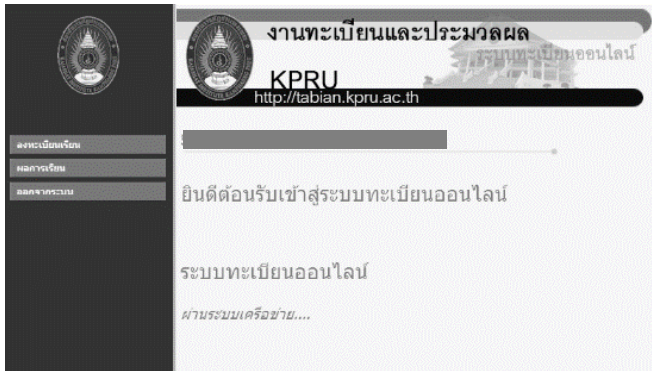 งานทะเบียนและประมวลผล
ระบบทะเบียนออนไลน์
KPRU
http://tabian.kpru.ac.th
ลงทะเบียนเรียน
ผลการเรียน
ออกจากระบบ
ยินดีต้อนรับเข้าสู่ระบบทะเบียนออนไลน์
ระบบทะเบียนออนไลน์
ผ่านระบบเครือข่าย....